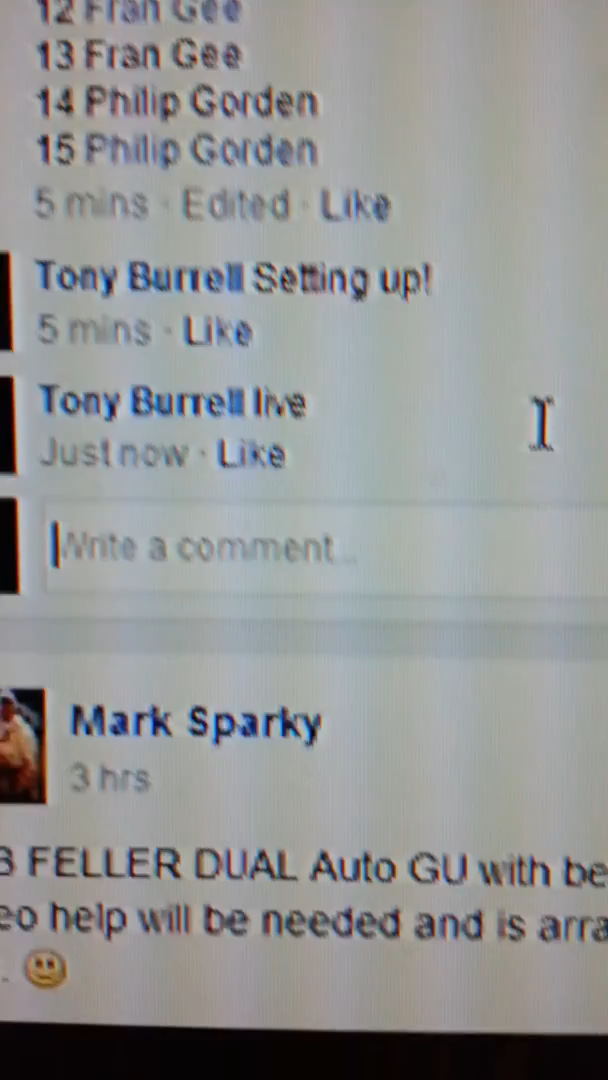 12 Fran Gee
13 Fran Gee
14 Philip Gorden
15 Philip Gorden
5 mins · Edited · Like
Tony Burrell Setting up!
5 mins · Like
Tony Burrell live
Just now · Like
Write a comment...
Mark Sparky
3 hrs
3 FELLER DUAL Auto GU with be
eo help will be needed and is arra
. 🙂